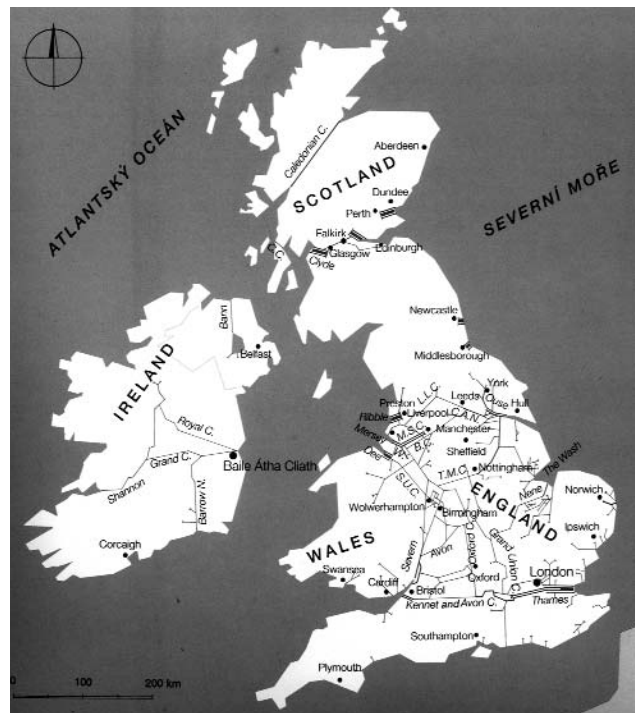 ATLANTSKÝ OCEÁN
Caledonian C.
Aberdeen
SCOTLAND
Dundee
Perth
SEVERNÍ MOŘE
Falkirk
Edinburgh
C.C.
Clyde
Glasgow
Newcastle
Bann
Belfast
Middlesborough
IRELAND
York
Leeds
L.L.C.
Ouse
Hull
Preston
Ribble
Liverpool
C.A.N.C.
Royal C.
Mersey
M.S.C.
Manchester
Dee
B.C.
Sheffield
Grand C.
Baile Átha Cliath
T.M.C.
Nottingham
The Wash
Shannon
S.U.C.
ENGLAND
Nene
Norwich
Barrow N.
Wolwerhampton
Birmingham
Ipswich
Corcaigh
WALES
Avon
Oxford C.
Grand Union C.
Severn
Swansea
Cardiff
Oxford
London
Bristol
Kennet and Avon C.
Thames
Southampton
Plymouth
0 100 200 km